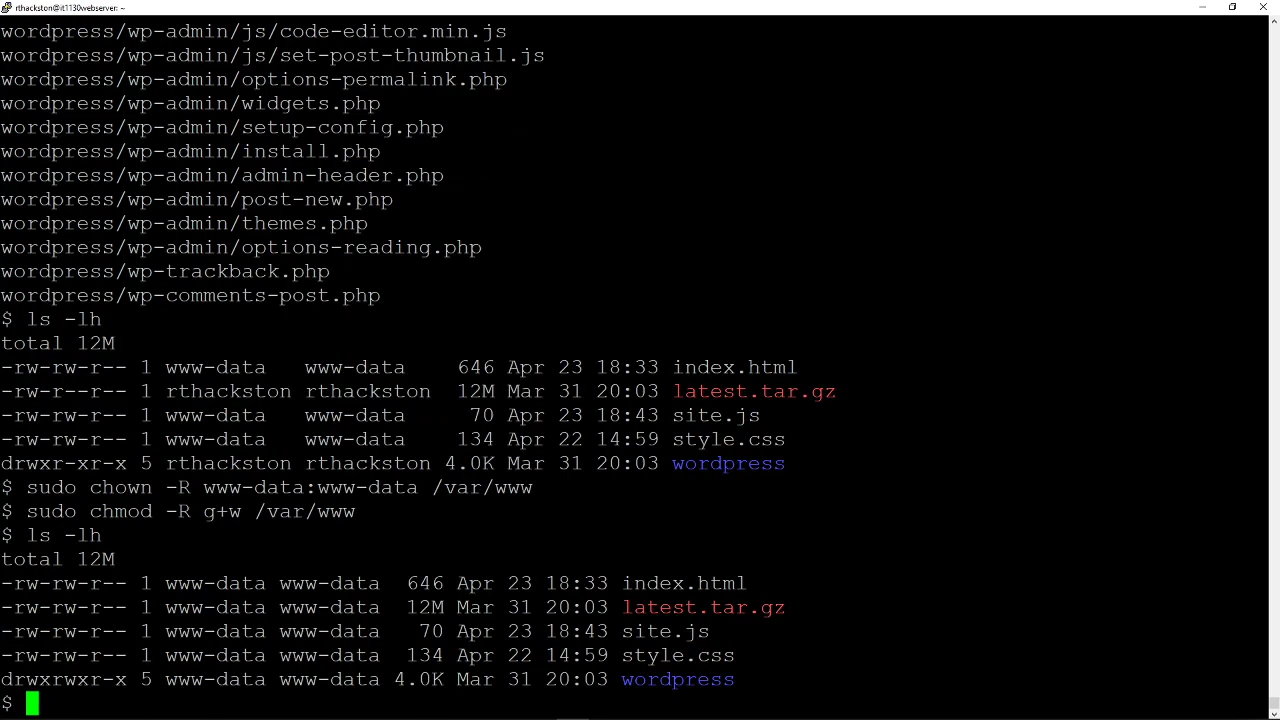 rthackston@it1130webserver: ~
wordpress/wp-admin/js/code-editor.min.js
wordpress/wp-admin/js/set-post-thumbnail.js
wordpress/wp-admin/options-permalink.php
wordpress/wp-admin/widgets.php
wordpress/wp-admin/setup-config.php
wordpress/wp-admin/install.php
wordpress/wp-admin/admin-header.php
wordpress/wp-admin/post-new.php
wordpress/wp-admin/themes.php
wordpress/wp-admin/options-reading.php
wordpress/wp-trackback.php
wordpress/wp-comments-post.php
$ ls -lh
total 12M
-rw-rw-r-- 1 www-data   www-data    646 Apr 23 18:33 index.html
-rw-r--r-- 1 rthackston rthackston  12M Mar 31 20:03 latest.tar.gz
-rw-rw-r-- 1 www-data   www-data     70 Apr 23 18:43 site.js
-rw-rw-r-- 1 www-data   www-data    134 Apr 22 14:59 style.css
drwxr-xr-x 5 rthackston rthackston 4.0K Mar 31 20:03 wordpress
$ sudo chown -R www-data:www-data /var/www
$ sudo chmod -R g+w /var/www
$ ls -lh
total 12M
-rw-rw-r-- 1 www-data www-data  646 Apr 23 18:33 index.html
-rw-rw-r-- 1 www-data www-data  12M Mar 31 20:03 latest.tar.gz
-rw-rw-r-- 1 www-data www-data   70 Apr 23 18:43 site.js
-rw-rw-r-- 1 www-data www-data  134 Apr 22 14:59 style.css
drwxrwxr-x 5 www-data www-data 4.0K Mar 31 20:03 wordpress
$